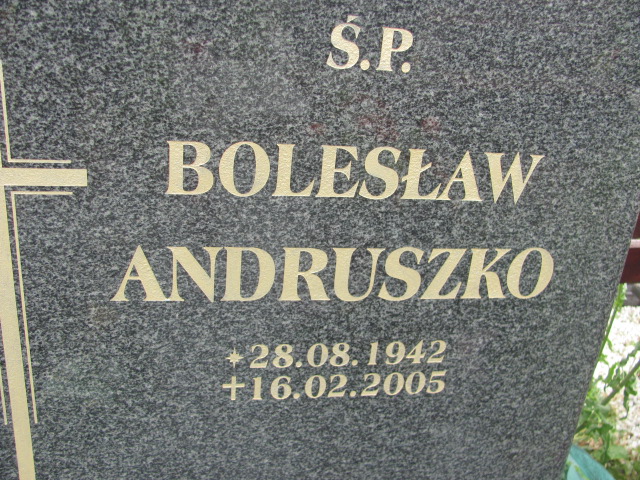 Ś.P.
BOLESŁAW
ANDRUSZKO
* 28.08.1942
+16.02.2005